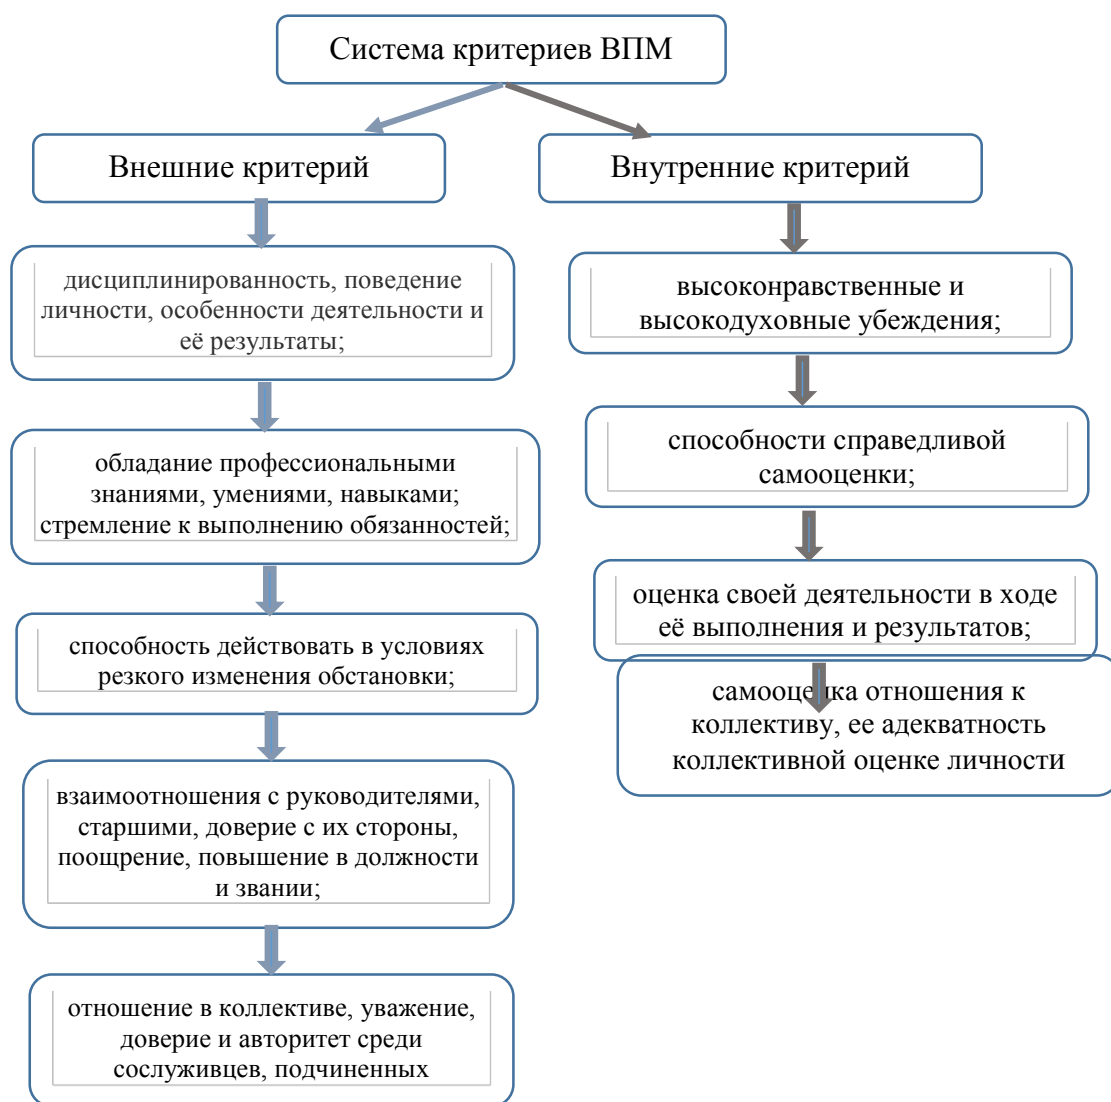 Система критериев ВПМ
Внешние критерий
дисциплинированность, поведение
личности, особенности деятельности и
её результаты;
обладание профессиональными
знаниями, умениями, навыками;
стремление к выполнению обязанностей;
способность действовать в условиях
резкого изменения обстановки;
взаимоотношения с руководителями,
старшими, доверие с их стороны,
поощрение, повышение в должности
и звании;
отношение в коллективе, уважение,
доверие и авторитет среди
сослуживцев, подчиненных
Внутренние критерий
высоконравственные и
высокодуховные убеждения;
способности справедливой
самооценки;
оценка своей деятельности в ходе
её выполнения и результатов;
самооценка отношения к
коллективу, ее адекватность
коллективной оценке личности